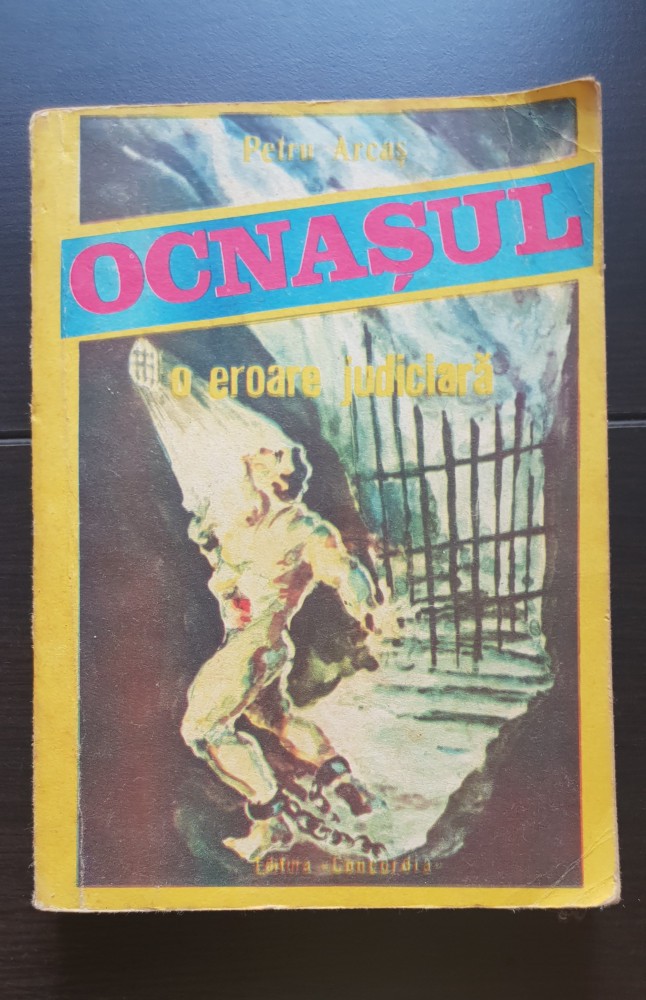 Petru Arcaș
OCNAȘUL
o eroare judiciară
Editura «Concordia»